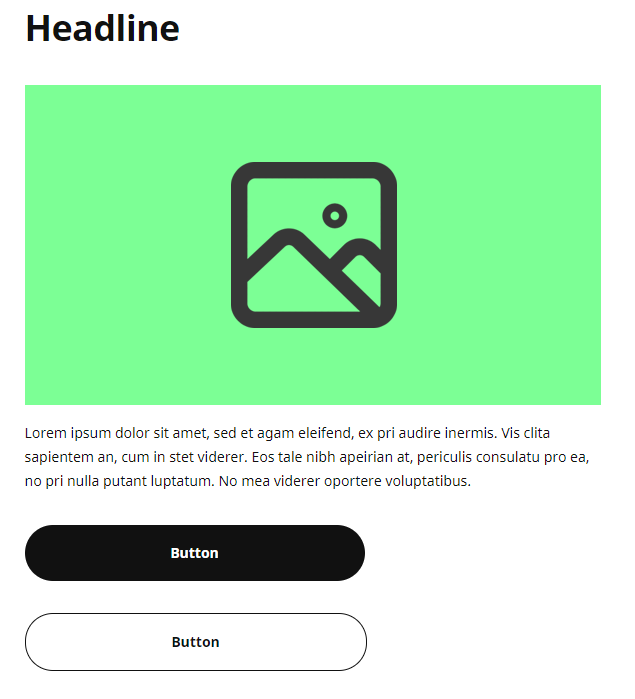 Headline
Lorem ipsum dolor sit amet, sed et agam eleifend, ex pri audire inermis. Vis clita
sapientem an, cum in stet viderer. Eos tale nibh apeirian at, periculis consulatu pro ea,
no pri nulla putant luptatum. No mea viderer oportere voluptatibus.
Button
Button